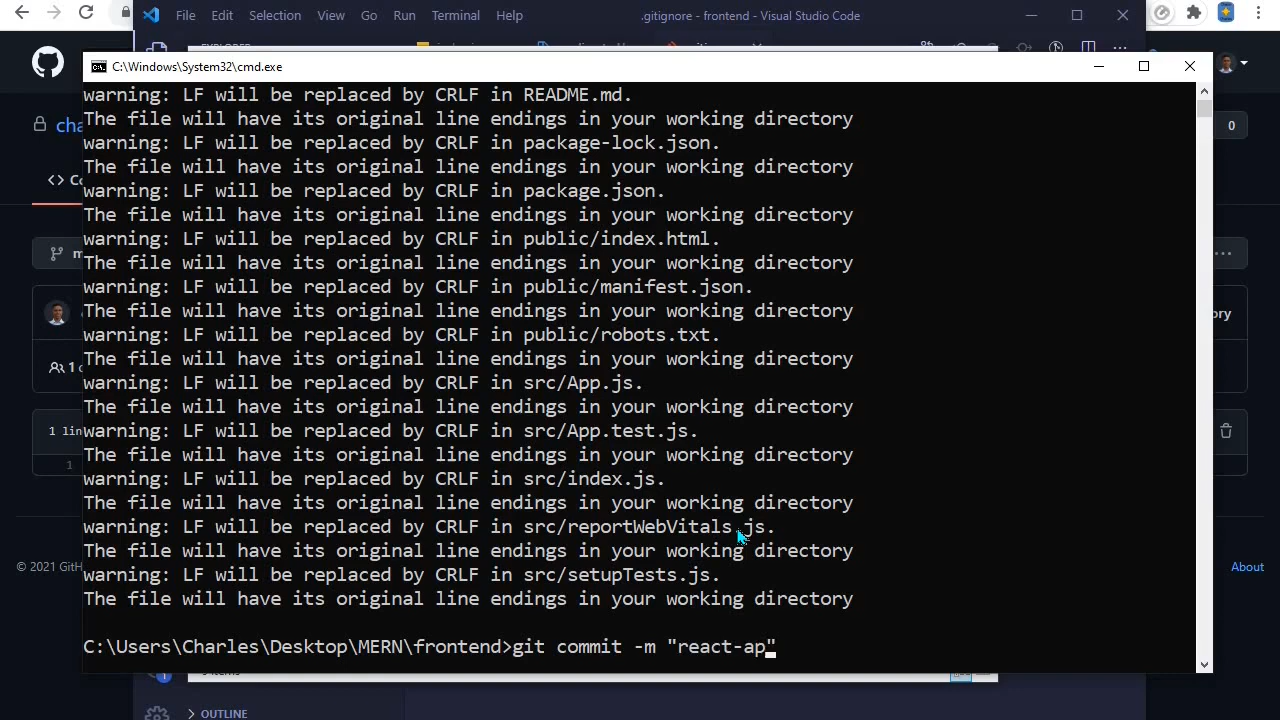 File Edit Selection View Go Run Terminal Help .gitignore - frontend - Visual Studio Code
C:\Windows\System32\cmd.exe
warning: LF will be replaced by CRLF in README.md.
The file will have its original line endings in your working directory
warning: LF will be replaced by CRLF in package-lock.json.
The file will have its original line endings in your working directory
warning: LF will be replaced by CRLF in package.json.
The file will have its original line endings in your working directory
warning: LF will be replaced by CRLF in public/index.html.
The file will have its original line endings in your working directory
warning: LF will be replaced by CRLF in public/manifest.json.
The file will have its original line endings in your working directory
warning: LF will be replaced by CRLF in public/robots.txt.
The file will have its original line endings in your working directory
warning: LF will be replaced by CRLF in src/App.js.
The file will have its original line endings in your working directory
warning: LF will be replaced by CRLF in src/App.test.js.
The file will have its original line endings in your working directory
warning: LF will be replaced by CRLF in src/index.js.
The file will have its original line endings in your working directory
warning: LF will be replaced by CRLF in src/reportWebVitals.js.
The file will have its original line endings in your working directory
warning: LF will be replaced by CRLF in src/setupTests.js.
The file will have its original line endings in your working directory
C:\Users\Charles\Desktop\MERN\frontend>git commit -m "react-ap"
cha
0
<> Co
m
ory
1
1 lin
1
© 2021 GitH
About
1
OUTLINE